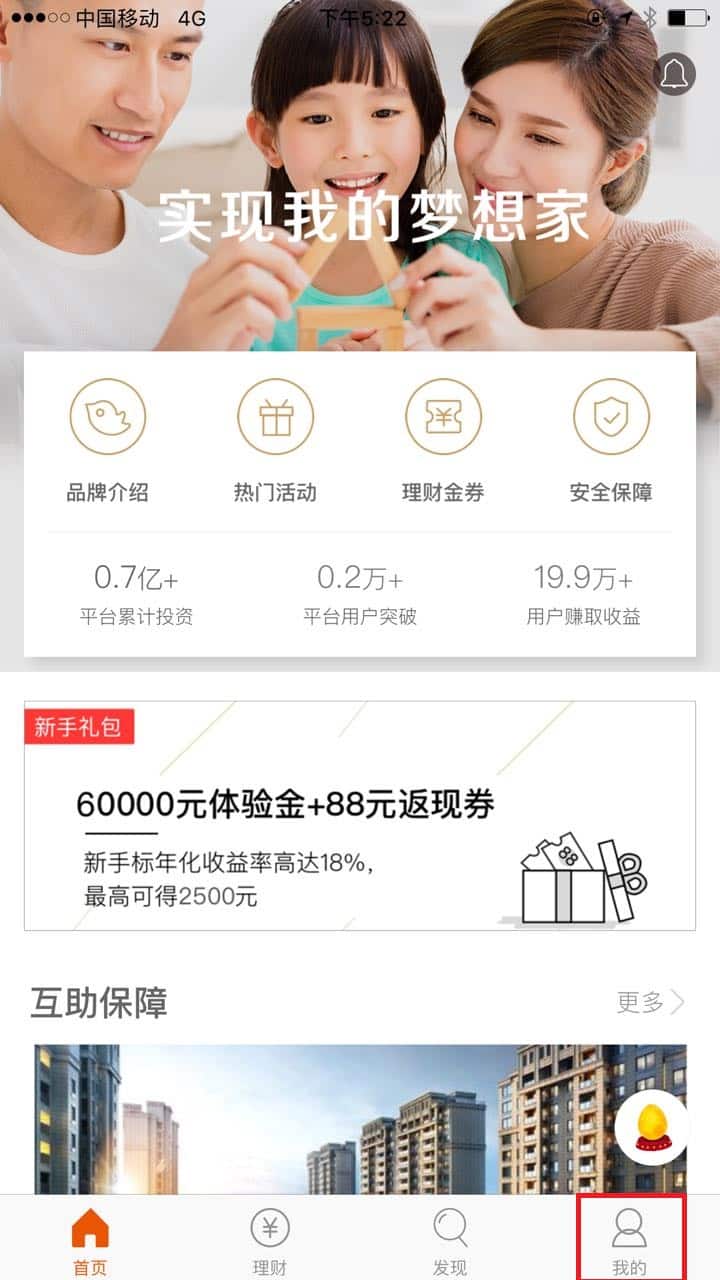 中国移动 4G 下午5:22
实现我的梦想家
品牌介绍 热门活动 理财金券 安全保障
0.7亿+ 0.2万+ 19.9万+
平台累计投资 平台用户突破 用户赚取收益
新手礼包
60000元体验金+88元返现券
新手标年化收益率高达18%,
最高可得2500元
88
互助保障 更多
首页 理财 发现 我的